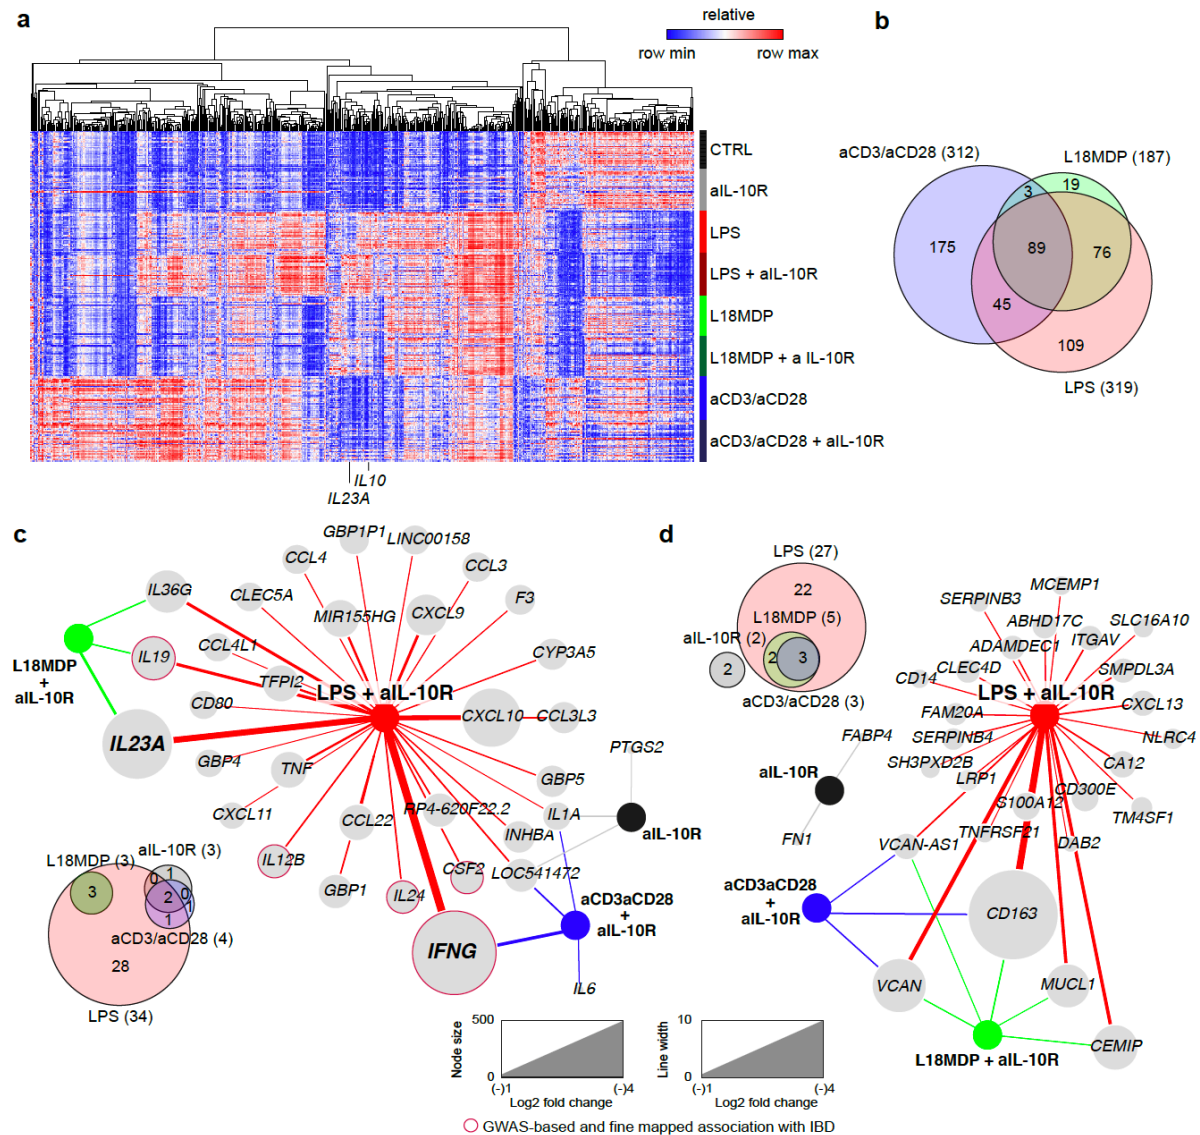 a
relative
row min
row max
CTRL
aIL-10R
LPS
LPS + aIL-10R
L18MDP
L18MDP + a IL-10R
aCD3/aCD28
aCD3/aCD28 + aIL-10R
IL10
IL23A
b
aCD3/aCD28 (312)
L18MDP (187)
3
19
175
89
76
45
109
LPS (319)
c
GBP1P1
LINC00158
CCL4
CCL3
IL36G
CLEC5A
MIR155HG
CXCL9
F3
L18MDP
+
aIL-10R
IL19
CCL4L1
CYP3A5
TFPI2
LPS + aIL-10R
CD80
CXCL10
CCL3L3
IL23A
PTGS2
GBP4
TNF
GBP5
CXCL11
CCL22
RP4-620F22.2
IL1A
INHBA
aIL-10R
IL12B
CSF2
LOC541472
GBP1
IL24
aCD3aCD28
+
aIL-10R
IFNG
IL6
L18MDP (3)
aIL-10R (3)
3
0
1
2
0
1
1
aCD3/aCD28 (4)
28
LPS (34)
d
LPS (27)
22
L18MDP (5)
aIL-10R (2)
2
2
3
aCD3/aCD28 (3)
MCEMP1
SERPINB3
ABHD17C
SLC16A10
ADAMDEC1
ITGAV
CLEC4D
SMPDL3A
CD14
LPS + aIL-10R
FAM20A
CXCL13
SERPINB4
NLRC4
SH3PXD2B
CA12
LRP1
CD300E
S100A12
TM4SF1
FABP4
aIL-10R
FN1
TNFRSF21
VCAN-AS1
DAB2
aCD3aCD28
+
aIL-10R
CD163
VCAN
MUCL1
CEMIP
L18MDP + aIL-10R
500
Node size
0
(-)1
(-)4
Log2 fold change
10
Line width
0
(-)1
(-)4
Log2 fold change
GWAS-based and fine mapped association with IBD